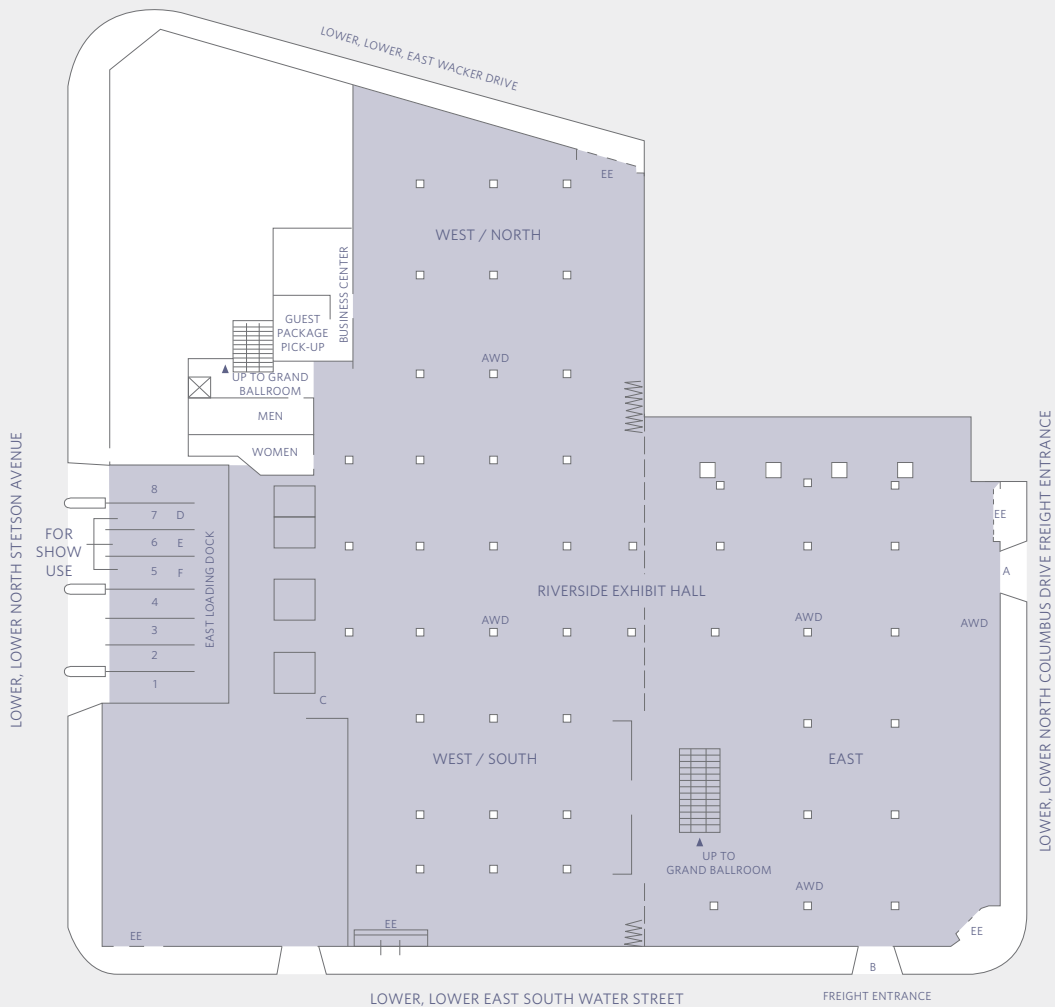 LOWER, LOWER, EAST WACKER DRIVE
EE
WEST / NORTH
BUSINESS CENTER
GUEST
PACKAGE
PICK-UP
AWD
UP TO GRAND
BALLROOM
MEN
WOMEN
LOWER, LOWER NORTH STETSON AVENUE
8
7 D
6 E
5 F
4
3
2
1
FOR
SHOW
USE
EAST LOADING DOCK
EE
A
RIVERSIDE EXHIBIT HALL
AWD
AWD
AWD
LOWER, LOWER NORTH COLUMBUS DRIVE FREIGHT ENTRANCE
C
WEST / SOUTH
EAST
UP TO
GRAND BALLROOM
AWD
EE
EE
EE
B
LOWER, LOWER EAST SOUTH WATER STREET
FREIGHT ENTRANCE